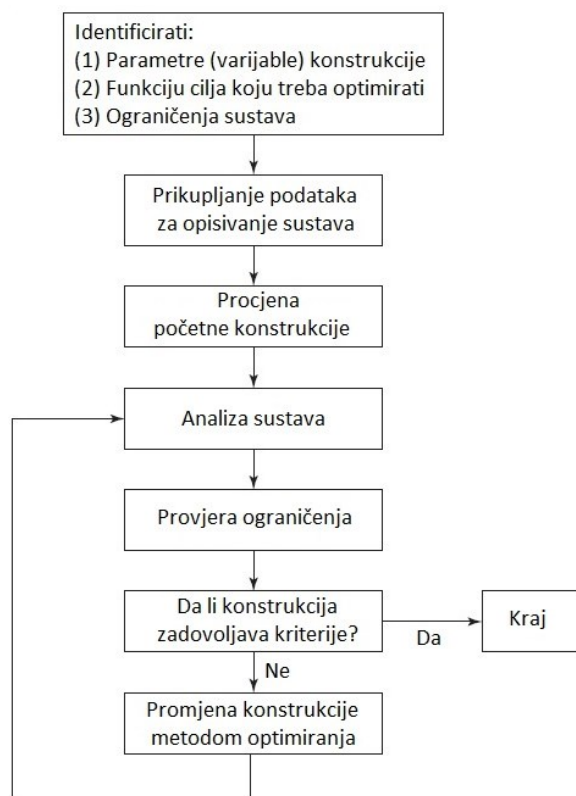 Identificirati:
(1) Parametre (varijable) konstrukcije
(2) Funkciju cilja koju treba optimirati
(3) Ograničenja sustava
Prikupljanje podataka
za opisivanje sustava
Procjena
početne konstrukcije
Analiza sustava
Provjera ograničenja
Da li konstrukcija
zadovoljava kriterije?
Da
Kraj
Ne
Promjena konstrukcije
metodom optimiranja